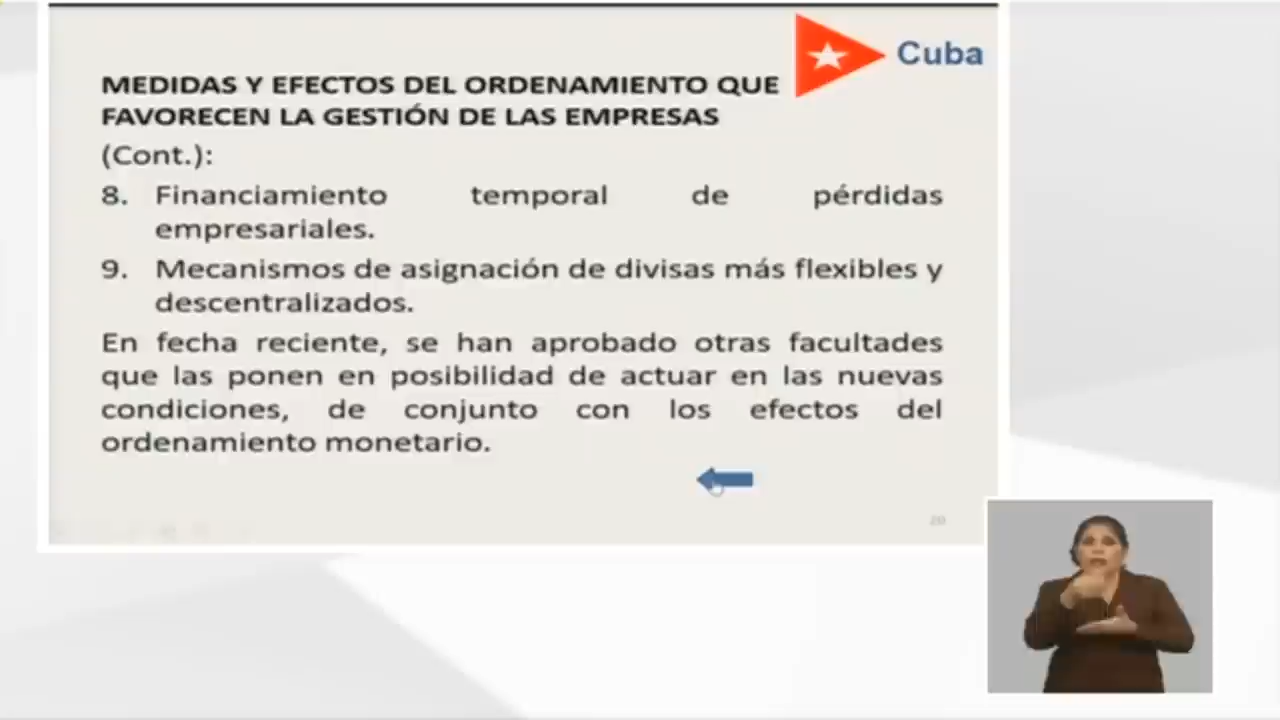 Cuba
MEDIDAS Y EFECTOS DEL ORDENAMIENTO QUE
FAVORECEN LA GESTIÓN DE LAS EMPRESAS
(Cont.):
8. Financiamiento temporal de pérdidas
empresariales.
9. Mecanismos de asignación de divisas más flexibles y
descentralizados.
En fecha reciente, se han aprobado otras facultades
que las ponen en posibilidad de actuar en las nuevas
condiciones, de conjunto con los efectos del
ordenamiento monetario.
20